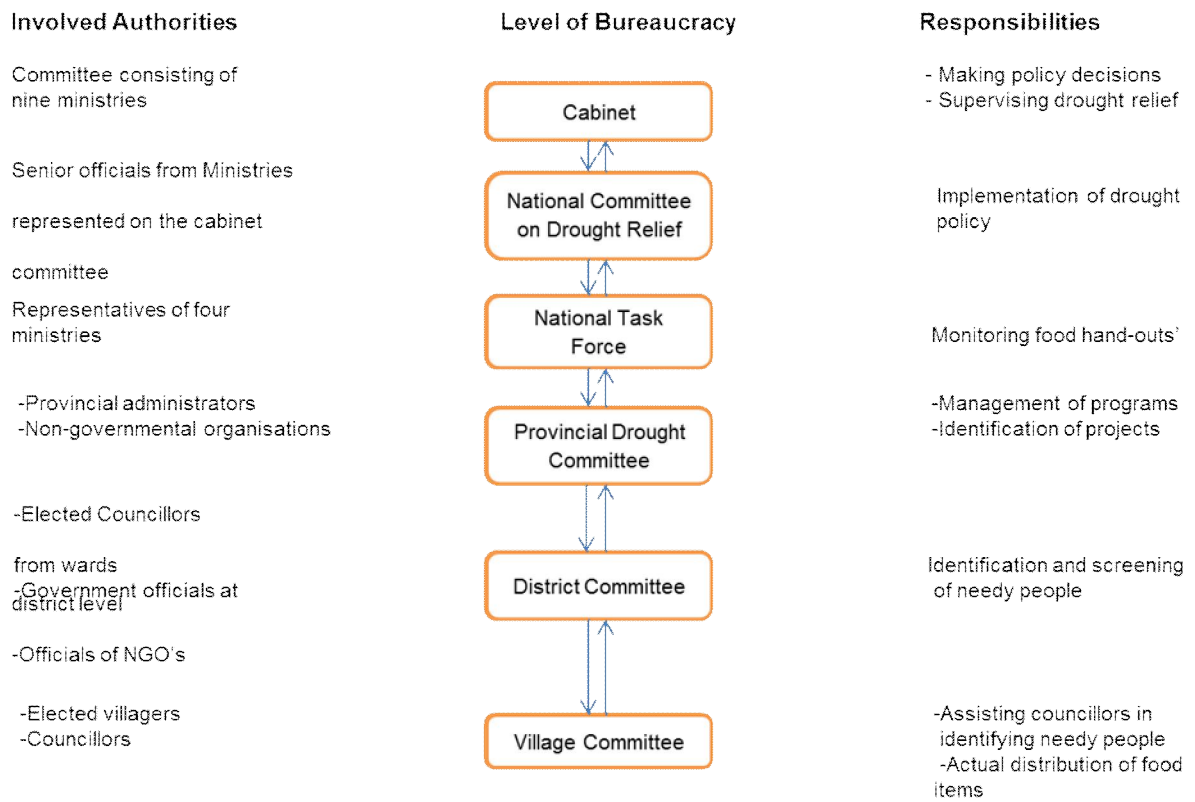 Involved Authorities
Level of Bureaucracy
Responsibilities
Committee consisting of
nine ministries
Cabinet
- Making policy decisions
- Supervising drought relief
Senior officials from Ministries
represented on the cabinet
committee
National Committee
on Drought Relief
Implementation of drought
policy
Representatives of four
ministries
National Task
Force
Monitoring food hand-outs’
-Provincial administrators
-Non-governmental organisations
Provincial Drought
Committee
-Management of programs
-Identification of projects
-Elected Councillors
from wards
-Government officials at
district level
-Officials of NGO’s
District Committee
Identification and screening
of needy people
-Elected villagers
-Councillors
Village Committee
-Assisting councillors in
identifying needy people
-Actual distribution of food
items